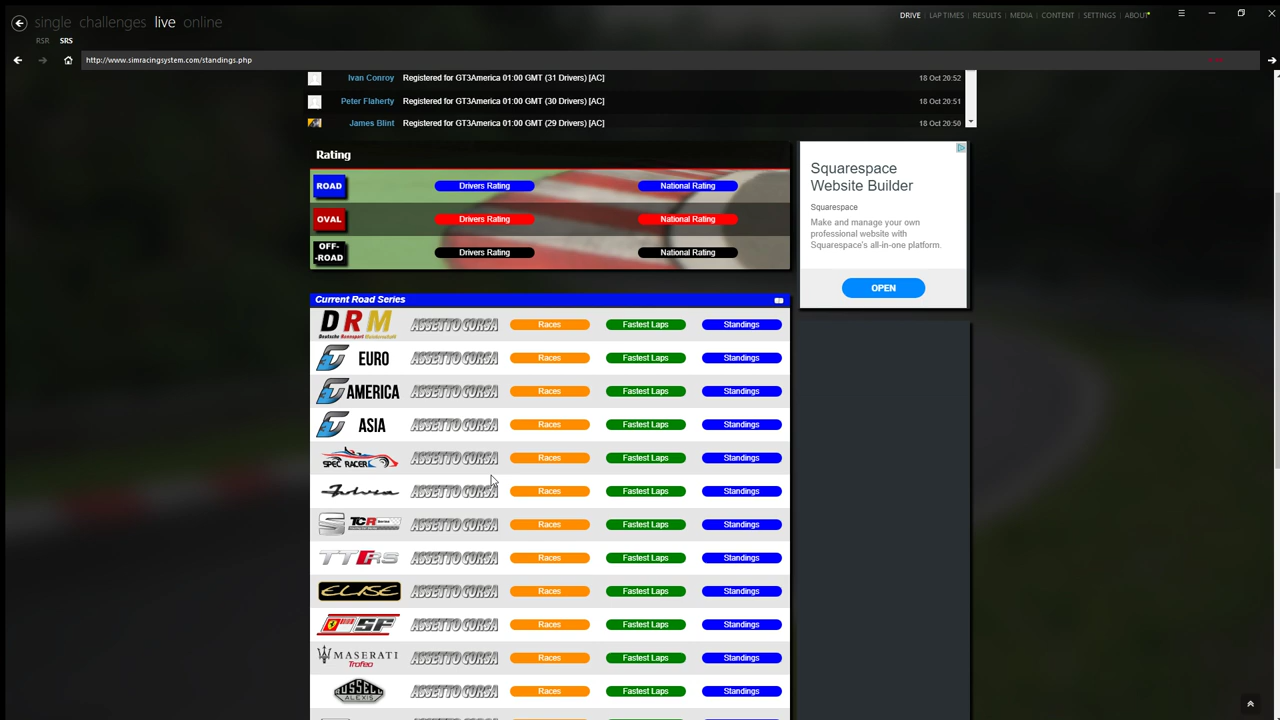 single challenges live online
DRIVE LAP TIMES RESULTS MEDIA CONTENT SETTINGS ABOUT
RSR SRS
http://www.simracingsystem.com/standings.php
Ivan Conroy Registered for GT3America 01:00 GMT (31 Drivers) [AC] 18 Oct 20:52
Peter Flaherty Registered for GT3America 01:00 GMT (30 Drivers) [AC] 18 Oct 20:51
James Blint Registered for GT3America 01:00 GMT (29 Drivers) [AC] 18 Oct 20:50
Rating
ROAD Drivers Rating National Rating
OVAL Drivers Rating National Rating
OFF-
-ROAD Drivers Rating National Rating
Squarespace
Website Builder
Squarespace
Make and manage your own
professional website with
Squarespace's all-in-one platform.
OPEN
Current Road Series
DRM ASSETTO CORSA Races Fastest Laps Standings
Deutsche Rennsport Meisterschaft
EURO ASSETTO CORSA Races Fastest Laps Standings
AMERICA ASSETTO CORSA Races Fastest Laps Standings
ASIA ASSETTO CORSA Races Fastest Laps Standings
SPEC RACER ASSETTO CORSA Races Fastest Laps Standings
ASSETTO CORSA Races Fastest Laps Standings
TCR Series ASSETTO CORSA Races Fastest Laps Standings
TT RS ASSETTO CORSA Races Fastest Laps Standings
ELISE ASSETTO CORSA Races Fastest Laps Standings
SF ASSETTO CORSA Races Fastest Laps Standings
MASERATI ASSETTO CORSA Races Fastest Laps Standings
Trofeo
RUSSELL ASSETTO CORSA Races Fastest Laps Standings
ALEXIS